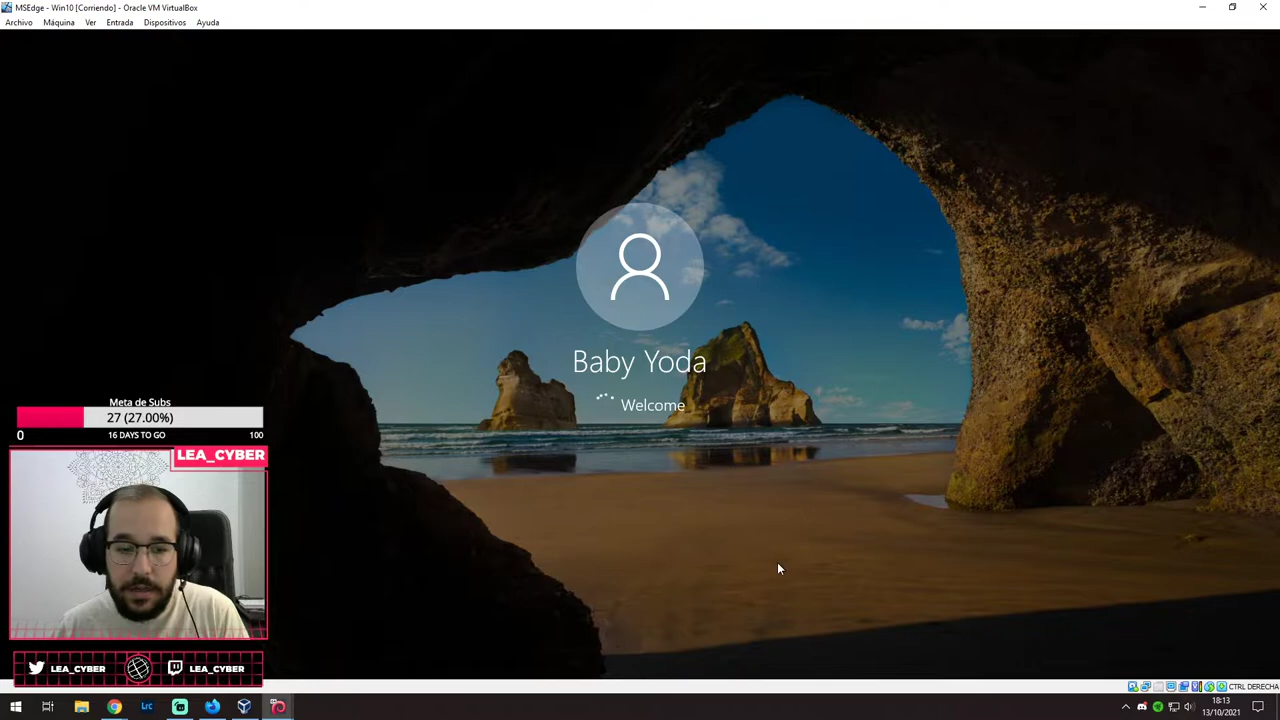 MSEdge - Win10 [Corriendo] - Oracle VM VirtualBox
Archivo Máquina Ver Entrada Dispositivos Ayuda
Baby Yoda
Welcome
Meta de Subs
27 (27.00%)
0 16 DAYS TO GO 100
LEA_CYBER
LEA_CYBER LEA_CYBER
CTRL DERECHA
Lrc
18:13
13/10/2021